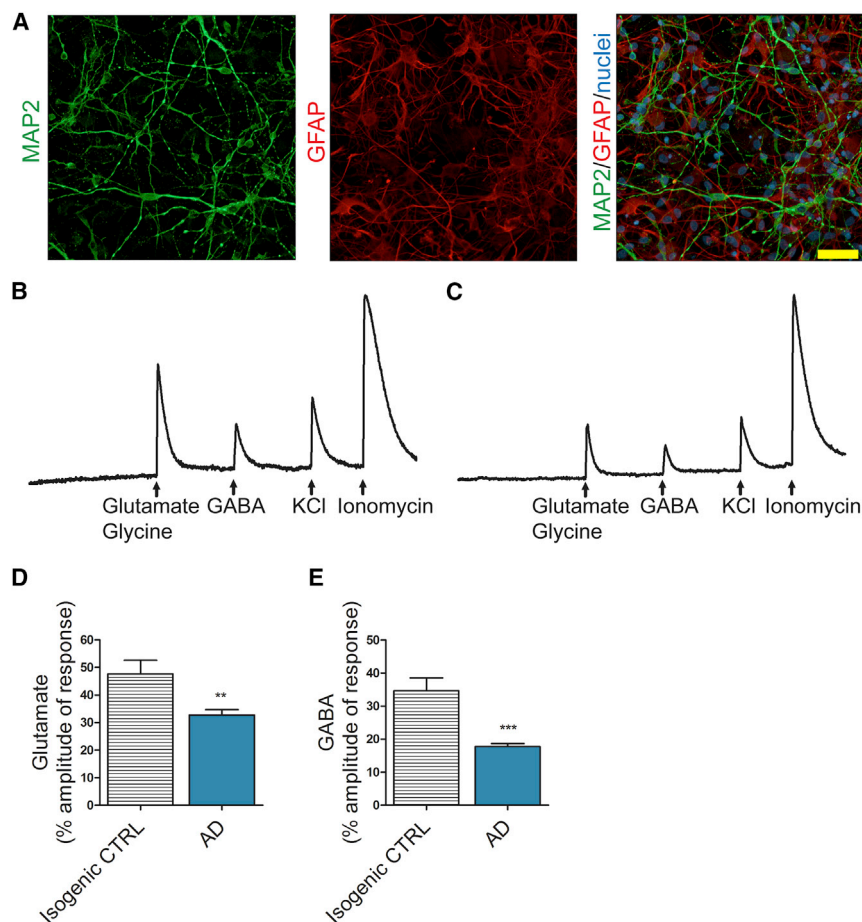 A
MAP2
GFAP
MAP2/GFAP/nuclei
B
C
Glutamate GABA KCl Ionomycin
Glycine
Glutamate GABA KCl Ionomycin
Glycine
D
E
Glutamate
(% amplitude of response)
60
50
40
30
20
10
0
**
Isogenic CTRL
AD
GABA
(% amplitude of response)
50
40
30
20
10
0
***
Isogenic CTRL
AD